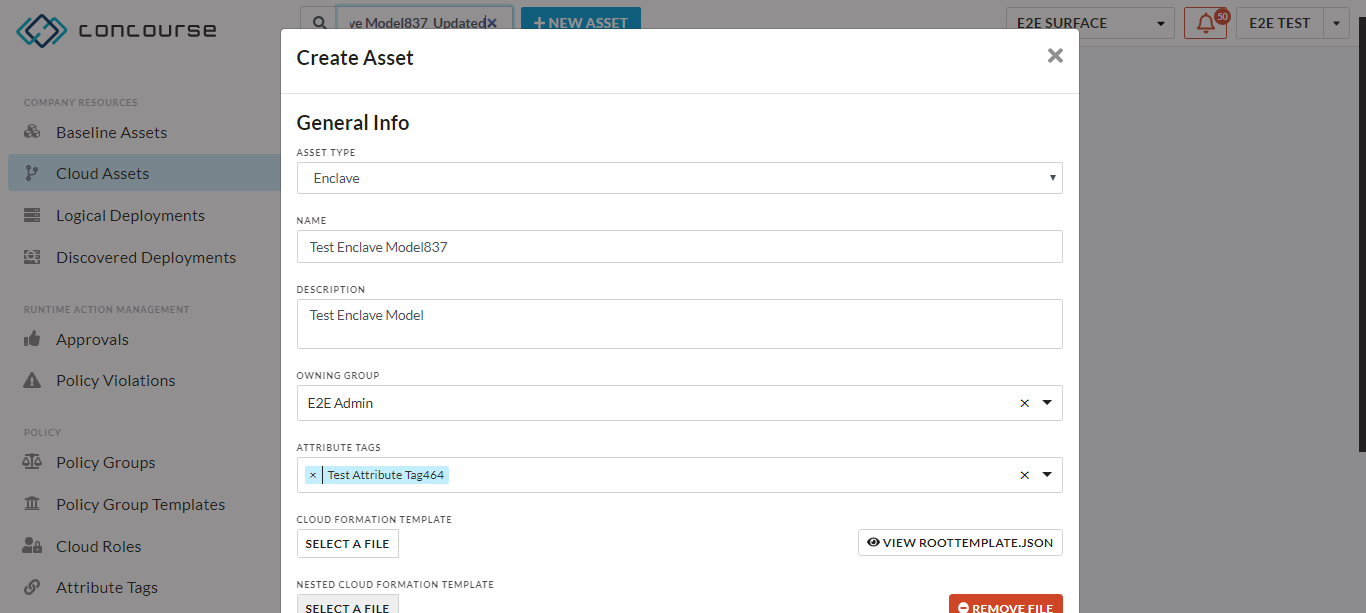 concourse
ve Model837_Updated
NEW ASSET
E2E SURFACE
50
E2E TEST
COMPANY RESOURCES
Baseline Assets
Cloud Assets
Logical Deployments
Discovered Deployments
RUNTIME ACTION MANAGEMENT
Approvals
Policy Violations
POLICY
Policy Groups
Policy Group Templates
Cloud Roles
Attribute Tags
Create Asset
General Info
ASSET TYPE
Enclave
NAME
Test Enclave Model837
DESCRIPTION
Test Enclave Model
OWNING GROUP
E2E Admin
ATTRIBUTE TAGS
Test Attribute Tag464
CLOUD FORMATION TEMPLATE
SELECT A FILE
VIEW ROOTTEMPLATE.JSON
NESTED CLOUD FORMATION TEMPLATE
SELECT A FILE
REMOVE FILE